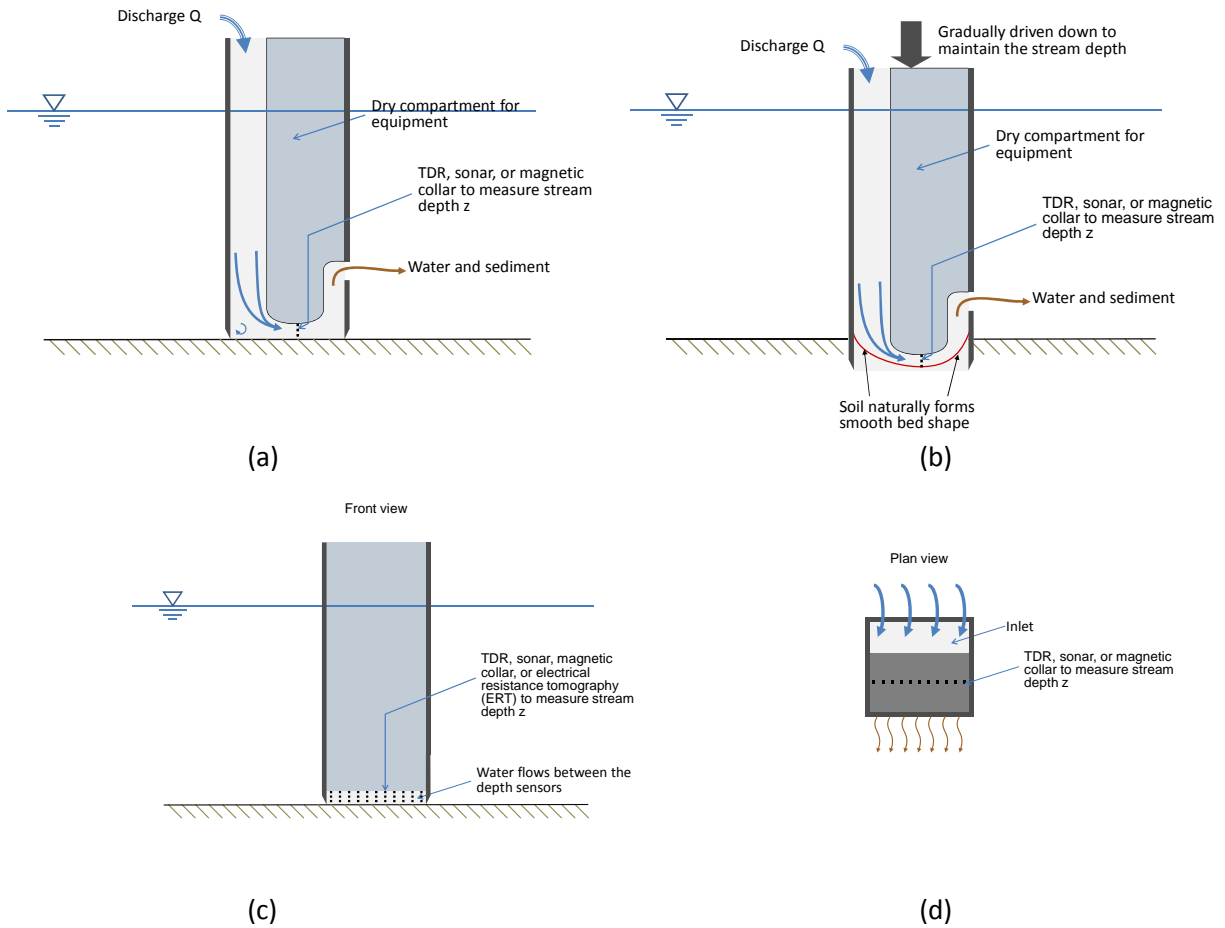 Discharge Q
Dry compartment for
equipment
TDR, sonar, or magnetic
collar to measure stream
depth z
Water and sediment
(a)
Gradually driven down to
maintain the stream depth
Discharge Q
Dry compartment for
equipment
TDR, sonar, or magnetic
collar to measure stream
depth z
Water and sediment
Soil naturally forms
smooth bed shape
(b)
Front view
TDR, sonar, magnetic
collar, or electrical
resistance tomography
(ERT) to measure stream
depth z
Water flows between the
depth sensors
(c)
Plan view
Inlet
TDR, sonar, or magnetic
collar to measure stream
depth z
(d)